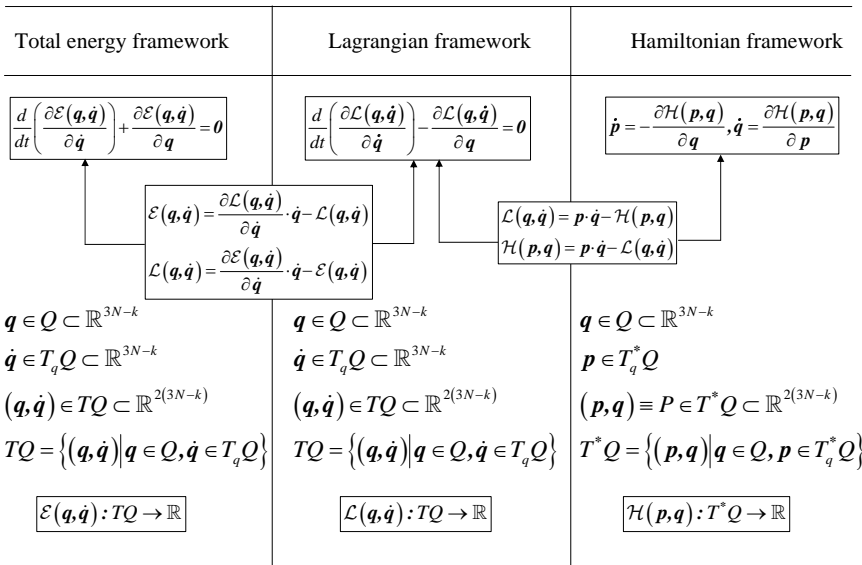 Total energy framework
Lagrangian framework
Hamiltonian framework
d/dt(∂ℰ(q,q̇)/∂q̇)+∂ℰ(q,q̇)/∂q=0
d/dt(∂ℒ(q,q̇)/∂q̇)−∂ℒ(q,q̇)/∂q=0
ṗ=−∂ℋ(p,q)/∂q,q̇=∂ℋ(p,q)/∂p
ℰ(q,q̇)=∂ℒ(q,q̇)/∂q̇·q̇−ℒ(q,q̇)
ℒ(q,q̇)=∂ℰ(q,q̇)/∂q̇·q̇−ℰ(q,q̇)
ℒ(q,q̇)=p·q̇−ℋ(p,q)
ℋ(p,q)=p·q̇−ℒ(q,q̇)
q∈Q⊂ℝ^{3N−k}
q̇∈T_qQ⊂ℝ^{3N−k}
(q,q̇)∈TQ⊂ℝ^{2(3N−k)}
TQ={(q,q̇)|q∈Q,q̇∈T_qQ}
ℰ(q,q̇):TQ→ℝ
q∈Q⊂ℝ^{3N−k}
q̇∈T_qQ⊂ℝ^{3N−k}
(q,q̇)∈TQ⊂ℝ^{2(3N−k)}
TQ={(q,q̇)|q∈Q,q̇∈T_qQ}
ℒ(q,q̇):TQ→ℝ
q∈Q⊂ℝ^{3N−k}
p∈T_q^*Q
(p,q)≡P∈T^*Q⊂ℝ^{2(3N−k)}
T^*Q={(p,q)|q∈Q,p∈T_q^*Q}
ℋ(p,q):T^*Q→ℝ